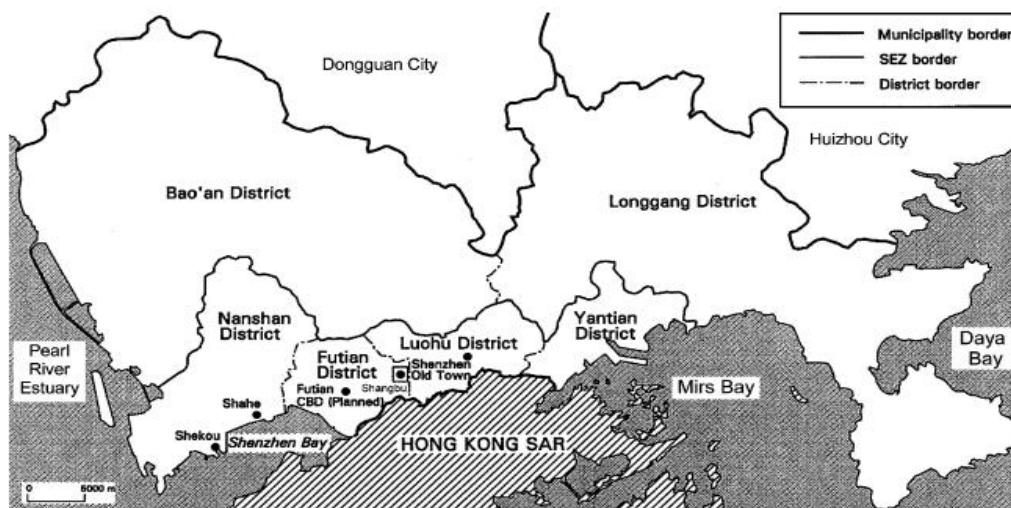 Municipality border
SEZ border
District border
Dongguan City
Huizhou City
Bao'an District
Longgang District
Nanshan
District
Futian
District
Luohu District
Yantian
District
Shenzhen
Old Town
Shangbu
Futian
CBD (Planned)
Pearl
River
Estuary
Daya
Bay
Mirs Bay
Shahe
Shekou
Shenzhen Bay
HONG KONG SAR
0 6000 m